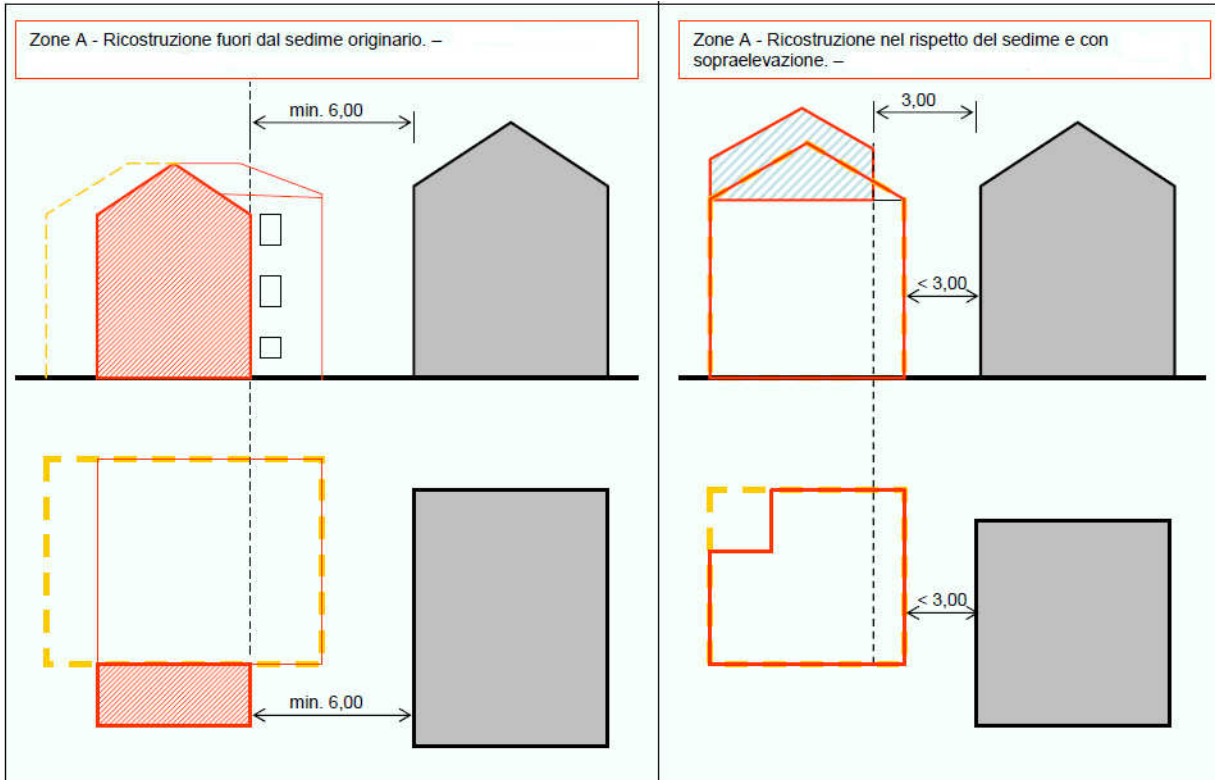 Zone A - Ricostruzione fuori dal sedime originario. –
min. 6,00
min. 6,00
Zone A - Ricostruzione nel rispetto del sedime e con
sopraelevazione. –
3,00
< 3,00
< 3,00